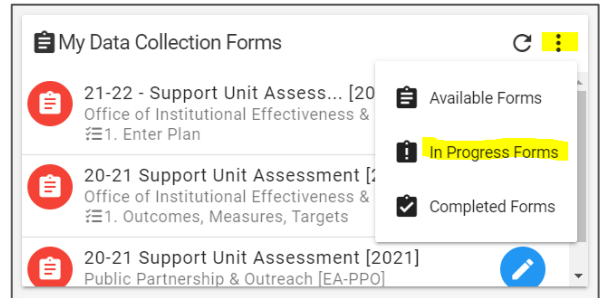 My Data Collection Forms
21-22 - Support Unit Assess... [20
Office of Institutional Effectiveness &
1. Enter Plan
20-21 Support Unit Assessment [2
Office of Institutional Effectiveness &
1. Outcomes, Measures, Targets
20-21 Support Unit Assessment [2021]
Public Partnership & Outreach [EA-PPO]
Available Forms
In Progress Forms
Completed Forms